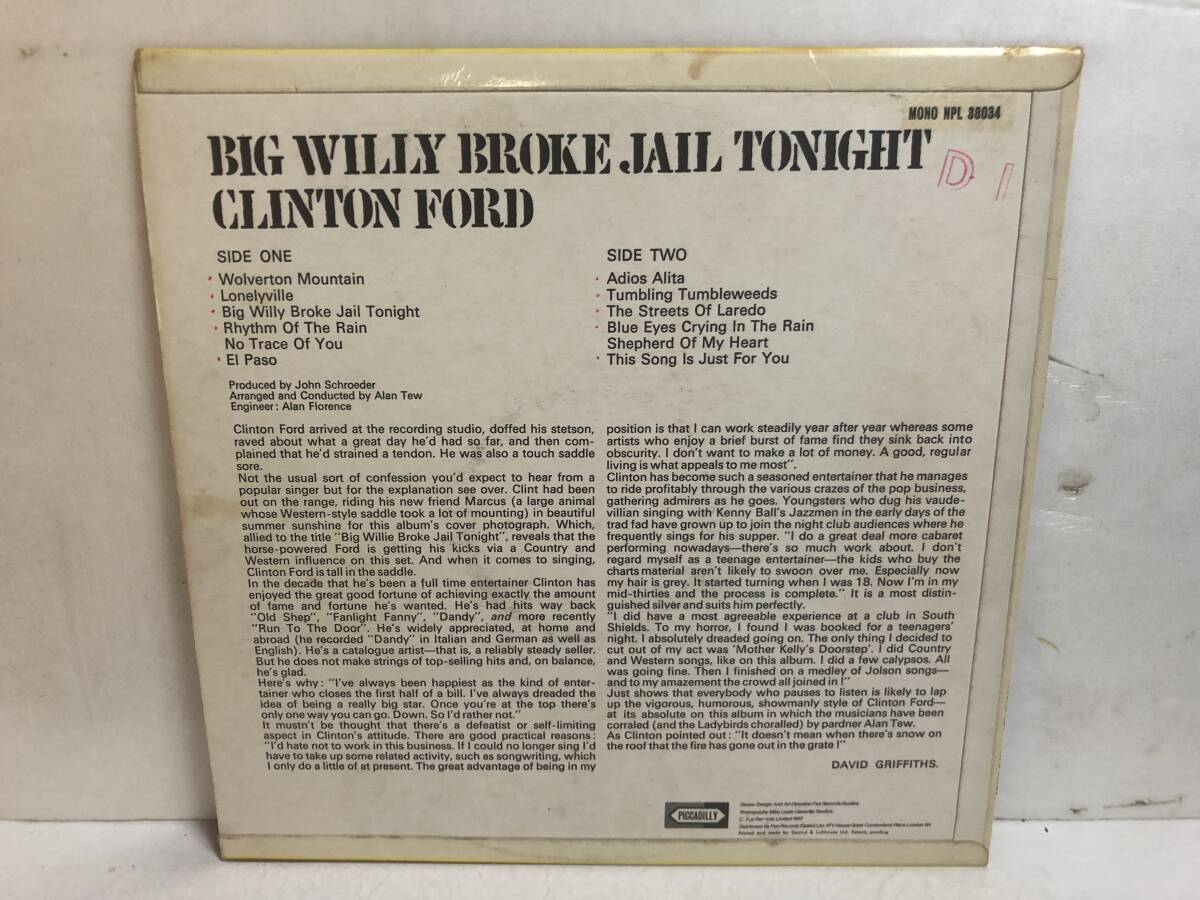 MONO NPL 38034
BIG WILLY BROKE JAIL TONIGHT
D
CLINTON FORD
SIDE ONE
Wolverton Mountain
Lonelyville
Big Willy Broke Jail Tonight
Rhythm Of The Rain
No Trace Of You
El Paso
SIDE TWO
Adios Alita
Tumbling Tumbleweeds
The Streets Of Laredo
Blue Eyes Crying In The Rain
Shepherd Of My Heart
This Song Is Just For You
Produced by John Schroeder
Arranged and Conducted by Alan Tew
Engineer: Alan Florence
Clinton Ford arrived at the recording studio, doffed his stetson,
raved about what a great day he'd had so far, and then com-
plained that he'd strained a tendon. He was also a touch saddle
sore.
Not the usual sort of confession you'd expect to hear from a
popular singer but for the explanation see over. Clint had been
out on the range, riding his new friend Marcus (a large animal
whose Western-style saddle took a lot of mounting) in beautiful
summer sunshine for this album's cover photograph. Which,
allied to the title "Big Willie Broke Jail Tonight", reveals that the
horse-powered Ford is getting his kicks via a Country and
Western influence on this set. And when it comes to singing,
Clinton Ford is tall in the saddle.
In the decade that he's been a full time entertainer Clinton has
enjoyed the great good fortune of achieving exactly the amount
of fame and fortune he's wanted. He's had hits way back
"Old Shep", "Fanlight Fanny", "Dandy", and more recently
"Run To The Door". He's widely appreciated, at home and
abroad (he recorded "Dandy" in Italian and German as well as
English). He's a catalogue artist—that is, a reliably steady seller.
But he does not make strings of top-selling hits and, on balance,
he's glad.
Here's why: "I've always been happiest as the kind of enter-
tainer who closes the first half of a bill. I've always dreaded the
idea of being a really big star. Once you're at the top there's
only one way you can go. Down. So I'd rather not."
It mustn't be thought that there's a defeatist or self-limiting
aspect in Clinton's attitude. There are good practical reasons:
"I'd hate not to work in this business. If I could no longer sing I'd
have to take up some related activity, such as songwriting, which
I only do a little of at present. The great advantage of being in my
position is that I can work steadily year after year whereas some
artists who enjoy a brief burst of fame find they sink back into
obscurity. I don't want to make a lot of money. A good, regular
living is what appeals to me most".
Clinton has become such a seasoned entertainer that he manages
to ride profitably through the various crazes of the pop business,
gathering admirers as he goes. Youngsters who dug his vaude-
villian singing with Kenny Ball's Jazzmen in the early days of the
trad fad have grown up to join the night club audiences where he
frequently sings for his supper. "I do a great deal more cabaret
performing nowadays—there's so much work about. I don't
regard myself as a teenage entertainer—the kids who buy the
charts material aren't likely to swoon over me. Especially now
my hair is grey. It started turning when I was 18. Now I'm in my
mid-thirties and the process is complete." It is a most distin-
guished silver and suits him perfectly.
"I did have a most agreeable experience at a club in South
Shields. To my horror, I found I was booked for a teenagers'
night. I absolutely dreaded going on. The only thing I decided to
cut out of my act was 'Mother Kelly's Doorstep'. I did Country
and Western songs, like on this album. I did a few calypsos. All
was going fine. Then I finished on a medley of Jolson songs—
and to my amazement the crowd all joined in!"
Just shows that everybody who pauses to listen is likely to lap
up the vigorous, humorous, showmanly style of Clinton Ford—
at its absolute on this album in which the musicians have been
corraled (and the Ladybirds choralled) by pardner Alan Tew.
As Clinton pointed out: "It doesn't mean when there's snow on
the roof that the fire has gone out in the grate!"
DAVID GRIFFITHS.
PICCADILLY
Sleeve Design And Art Direction Pye Records Studios